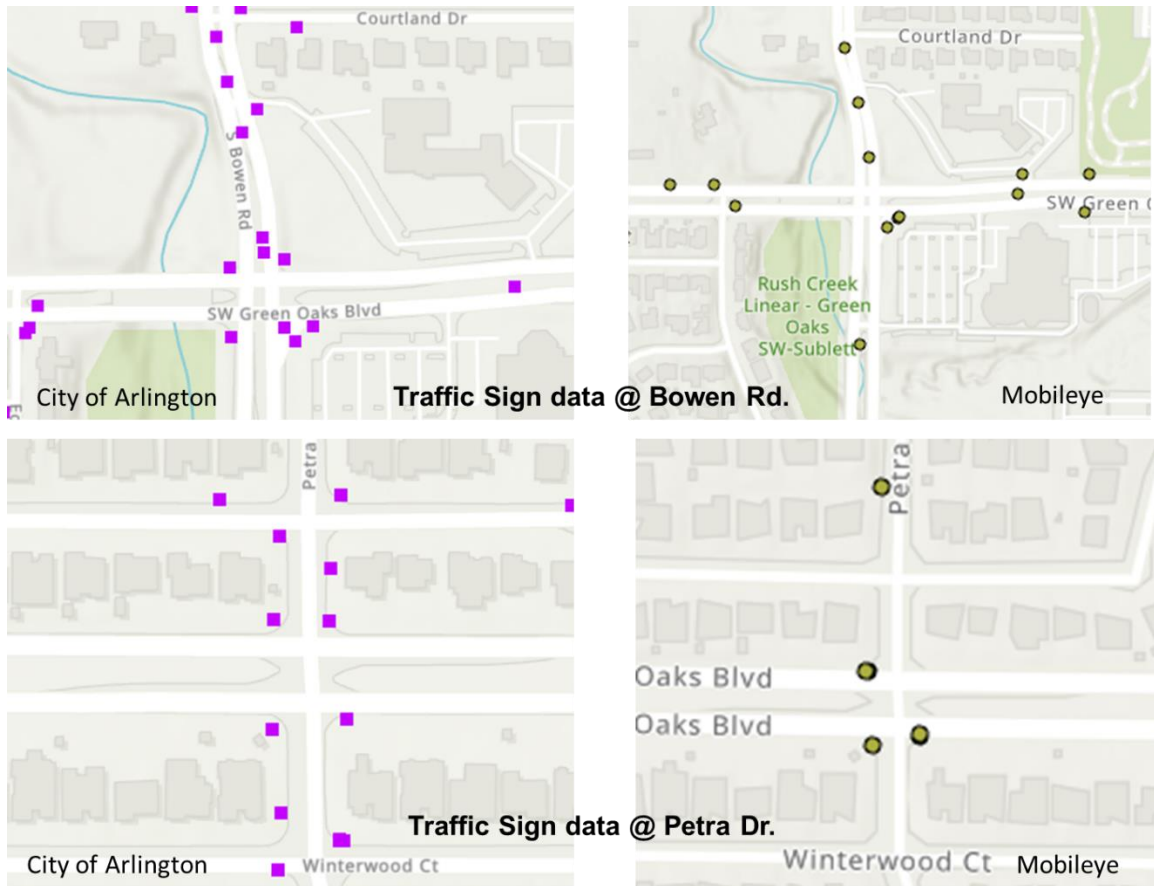 Courtland Dr
S Bowen Rd
SW Green Oaks Blvd
City of Arlington
Courtland Dr
SW Green
Rush Creek
Linear - Green
Oaks
SW-Sublett
Mobileye
Traffic Sign data @ Bowen Rd.
Petra
Winterwood Ct
City of Arlington
Petra
Oaks Blvd
Oaks Blvd
Winterwood Ct
Mobileye
Traffic Sign data @ Petra Dr.